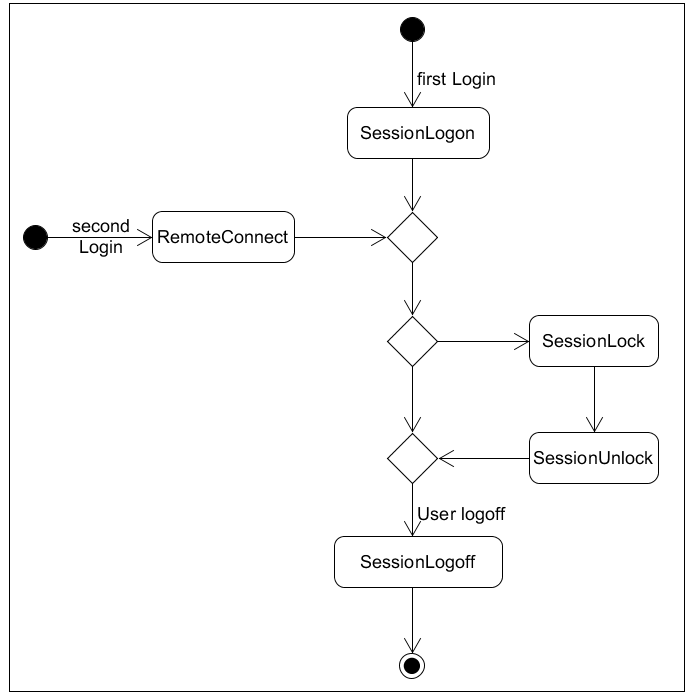 first Login
SessionLogon
second
Login
RemoteConnect
SessionLock
SessionUnlock
User logoff
SessionLogoff